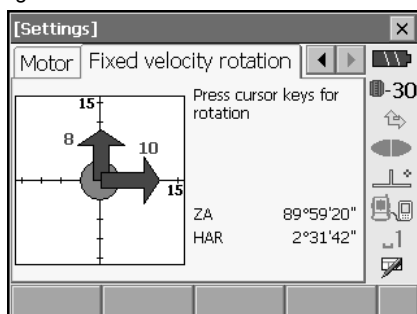 [Settings]
Motor Fixed velocity rotation
-30
Press cursor keys for
rotation
15
8
10
15
ZA 89°59'20"
HAR 2°31'42"
1